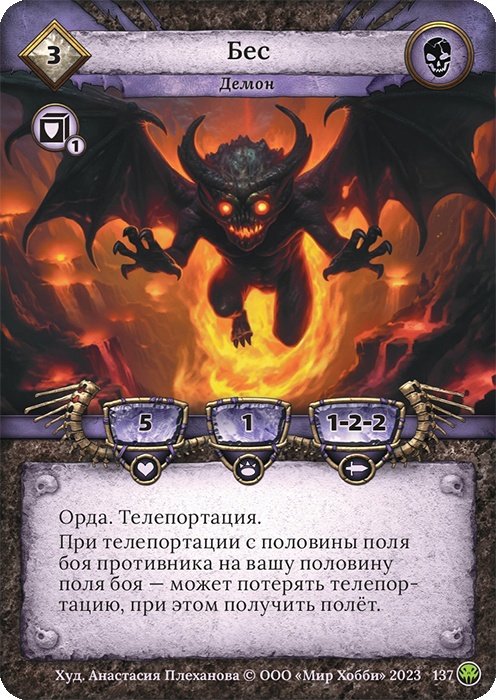 3
Бес
Демон
1
5
1
1-2-2
Орда. Телепортация.
При телепортации с половины поля
боя противника на вашу половину
поля боя — может потерять телепор-
тацию, при этом получить полёт.
Худ. Анастасия Плеханова © ООО «Мир Хобби» 2023 137